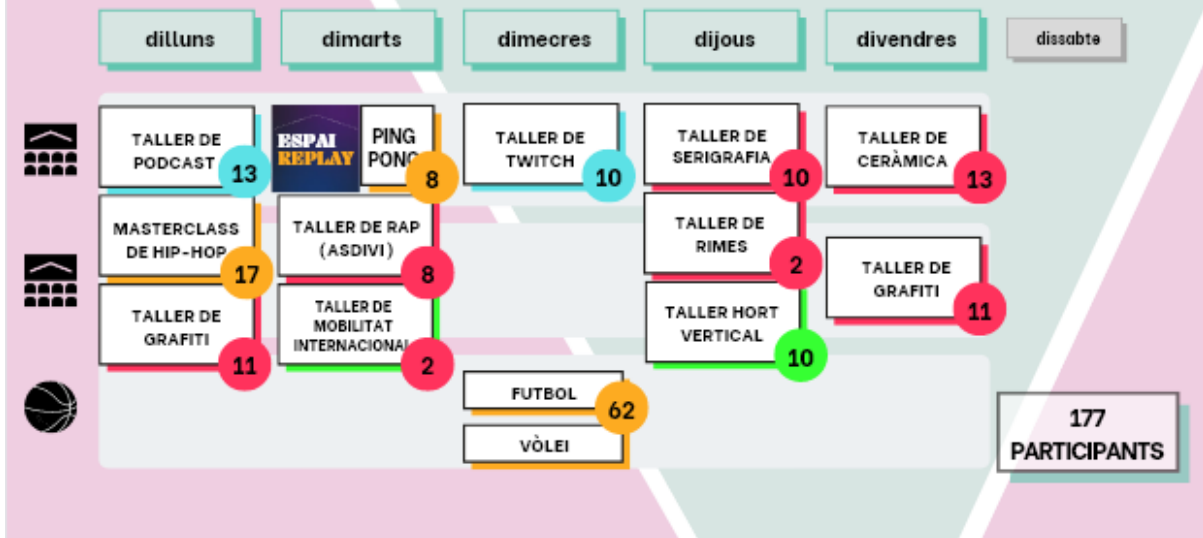 dilluns
dimarts
dimecres
dijous
divendres
dissabte
TALLER DE
PODCAST
13
ESPAI
REPLAY
PING
PONG
8
TALLER DE
TWITCH
10
TALLER DE
SERIGRAFIA
10
TALLER DE
CERÀMICA
13
MASTERCLASS
DE HIP-HOP
17
TALLER DE RAP
(ASDIVI)
8
TALLER DE
RIMES
2
TALLER DE
GRAFITI
11
TALLER DE
GRAFITI
11
TALLER DE
MOBILITAT
INTERNACIONAL
2
TALLER HORT
VERTICAL
10
FUTBOL
62
VÒLEI
177
PARTICIPANTS